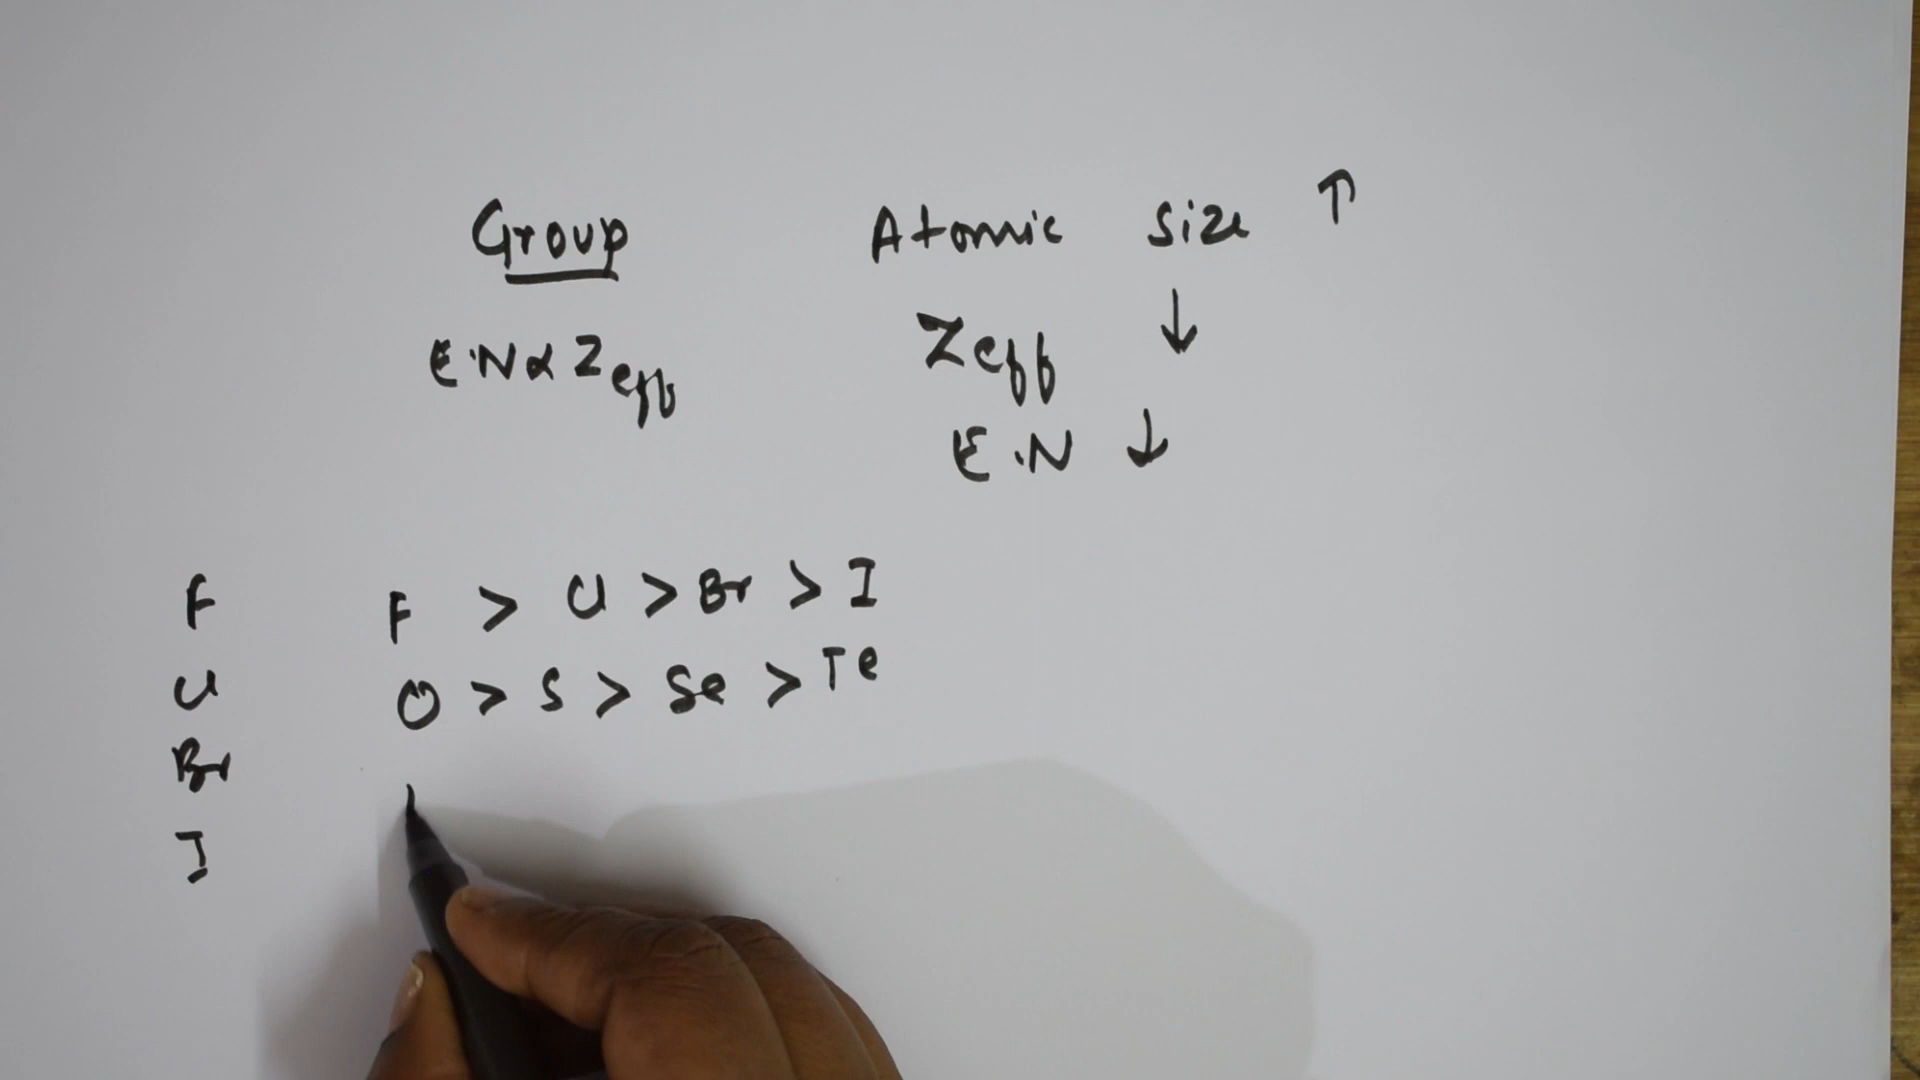 Group Atomic Size ↑
E.N ∝ Zeff Zeff ↓
E.N ↓
F F > Cl > Br > I
Cl O > S > Se > Te
Br
I